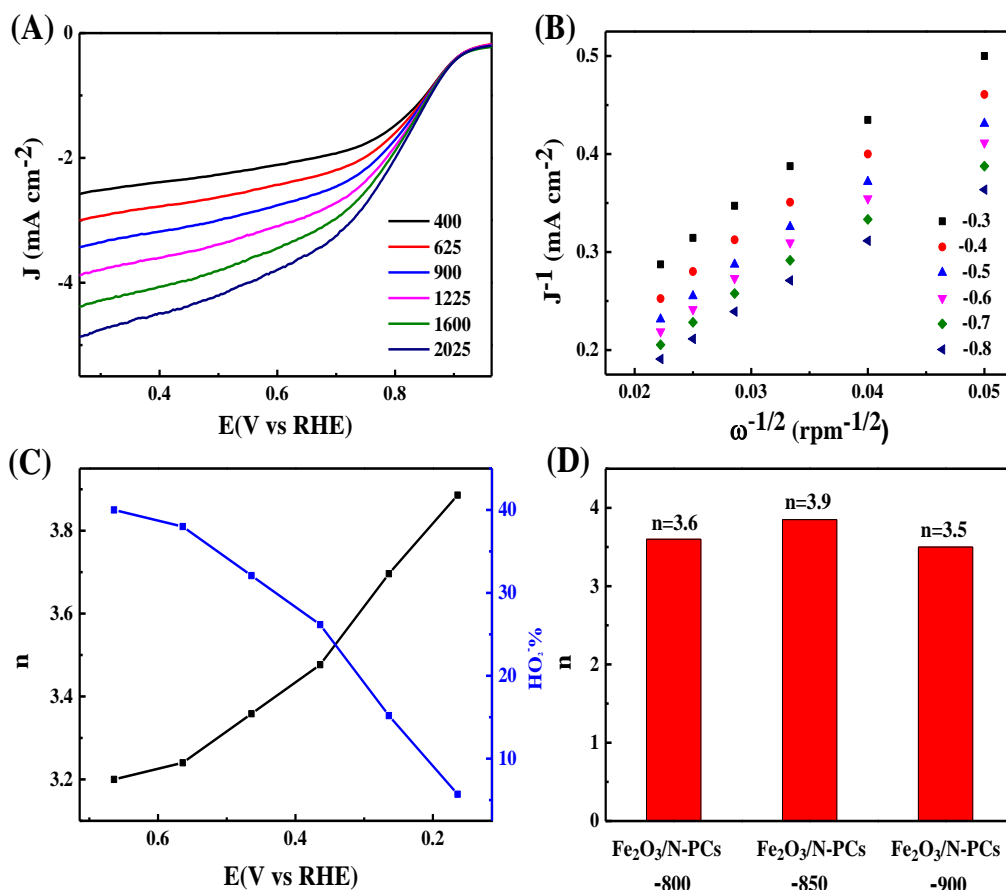 (A)
0
-2
-4
J (mA cm-2)
0.4 0.6 0.8
E(V vs RHE)
400
625
900
1225
1600
2025
(B)
0.5
0.4
0.3
0.2
J-1 (mA cm-2)
0.02 0.03 0.04 0.05
ω-1/2 (rpm-1/2)
-0.3
-0.4
-0.5
-0.6
-0.7
-0.8
(C)
3.8
3.6
3.4
3.2
n
40
30
20
10
HO2-%
0.6 0.4 0.2
E(V vs RHE)
(D)
4
3
2
1
0
n
n=3.6
n=3.9
n=3.5
Fe2O3/N-PCs Fe2O3/N-PCs Fe2O3/N-PCs
-800 -850 -900